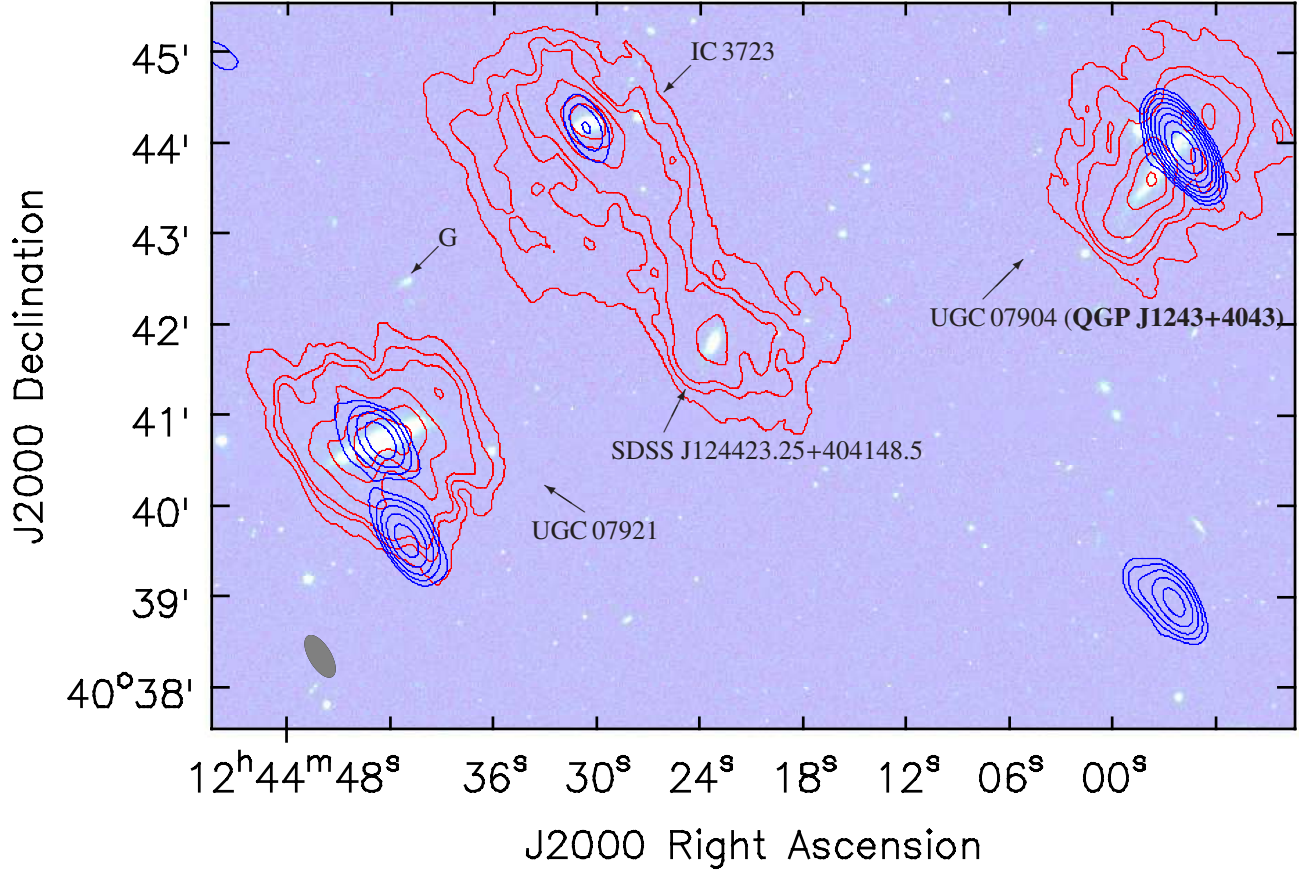 45'
IC 3723
44'
43'
G
42'
UGC 07904 (QGP J1243+4043)
41'
SDSS J124423.25+404148.5
40'
UGC 07921
39'
40°38'
12h44m48s 36s 30s 24s 18s 12s 06s 00s
J2000 Right Ascension
J2000 Declination